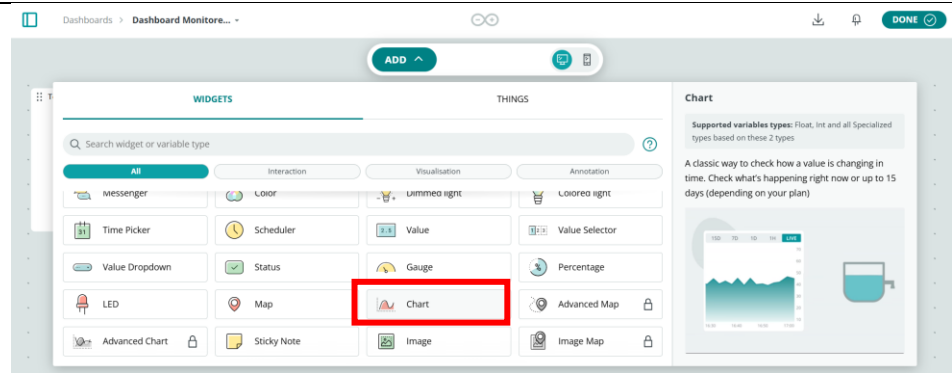 Dashboards > Dashboard Monitore...
DONE
ADD
WIDGETS
THINGS
Search widget or variable type
All
Interaction
Visualisation
Annotation
Messenger
Color
Dimmed light
Colored light
Time Picker
Scheduler
Value
Value Selector
Value Dropdown
Status
Gauge
Percentage
LED
Map
Chart
Advanced Map
Advanced Chart
Sticky Note
Image
Image Map
Chart
Supported variables types: Float, Int and all Specialized
types based on these 2 types
A classic way to check how a value is changing in
time. Check what's happening right now or up to 15
days (depending on your plan)
15D 7D 1D 1H LIVE